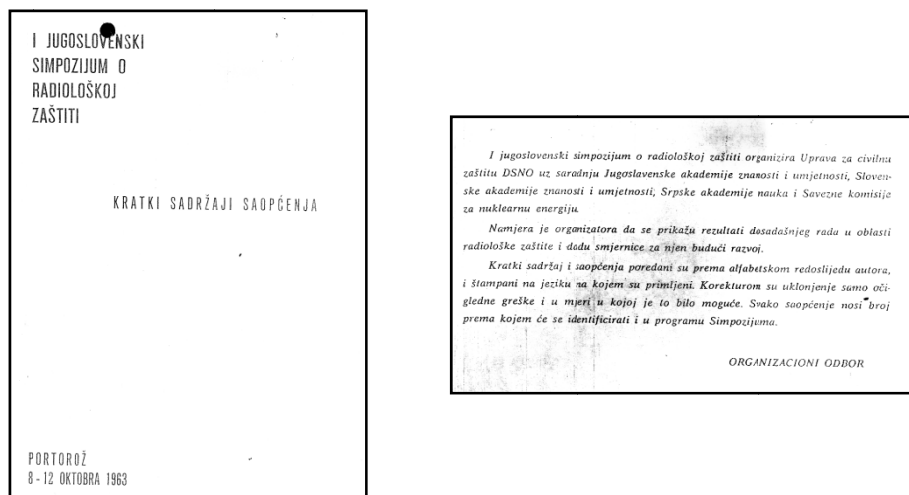 I JUGOSLOVENSKI
SIMPOZIJUM O
RADIOLOŠKOJ
ZAŠTITI
KRATKI SADRŽAJI SAOPĆENJA
PORTOROŽ
8-12 OKTOBRA 1963
I jugoslovenski simpozijum o radiološkoj zaštiti organizira Uprava za civilnu
zaštitu DSNO uz saradnju Jugoslavenske akademije znanosti i umjetnosti, Sloven-
ske akademije znanosti i umjetnosti, Srpske akademije nauka i Savezne komisije
za nuklearnu energiju.
Namjera je organizatora da se prikažu rezultati dosadašnjeg rada u oblasti
radiološke zaštite i dadu smjernice za njen budući razvoj.
Kratki sadržaj i saopćenja poredani su prema alfabetskom redoslijedu autora,
i štampani na jeziku na kojem su primljeni. Korekturom su uklonjenje samo oči-
gledne greške i u mjeri u kojoj je to bilo moguće. Svako saopćenje nosi broj
prema kojem će se identificirati i u programu Simpozijuma.
ORGANIZACIONI ODBOR